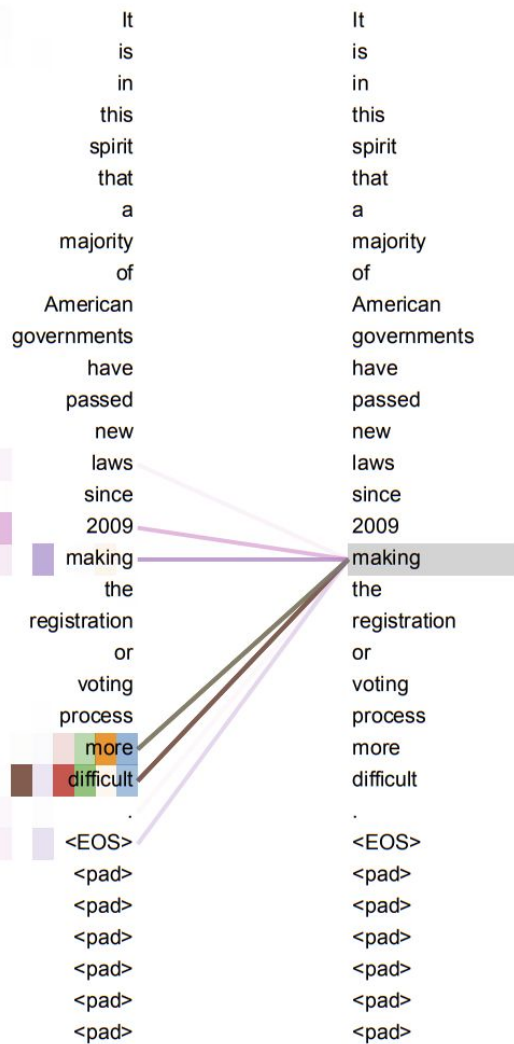 It It
is is
in in
this this
spirit spirit
that that
a a
majority majority
of of
American American
governments governments
have have
passed passed
new new
laws laws
since since
2009 2009
making making
the the
registration registration
or or
voting voting
process process
more more
difficult difficult
. .
<EOS> <EOS>
<pad> <pad>
<pad> <pad>
<pad> <pad>
<pad> <pad>
<pad> <pad>
<pad> <pad>